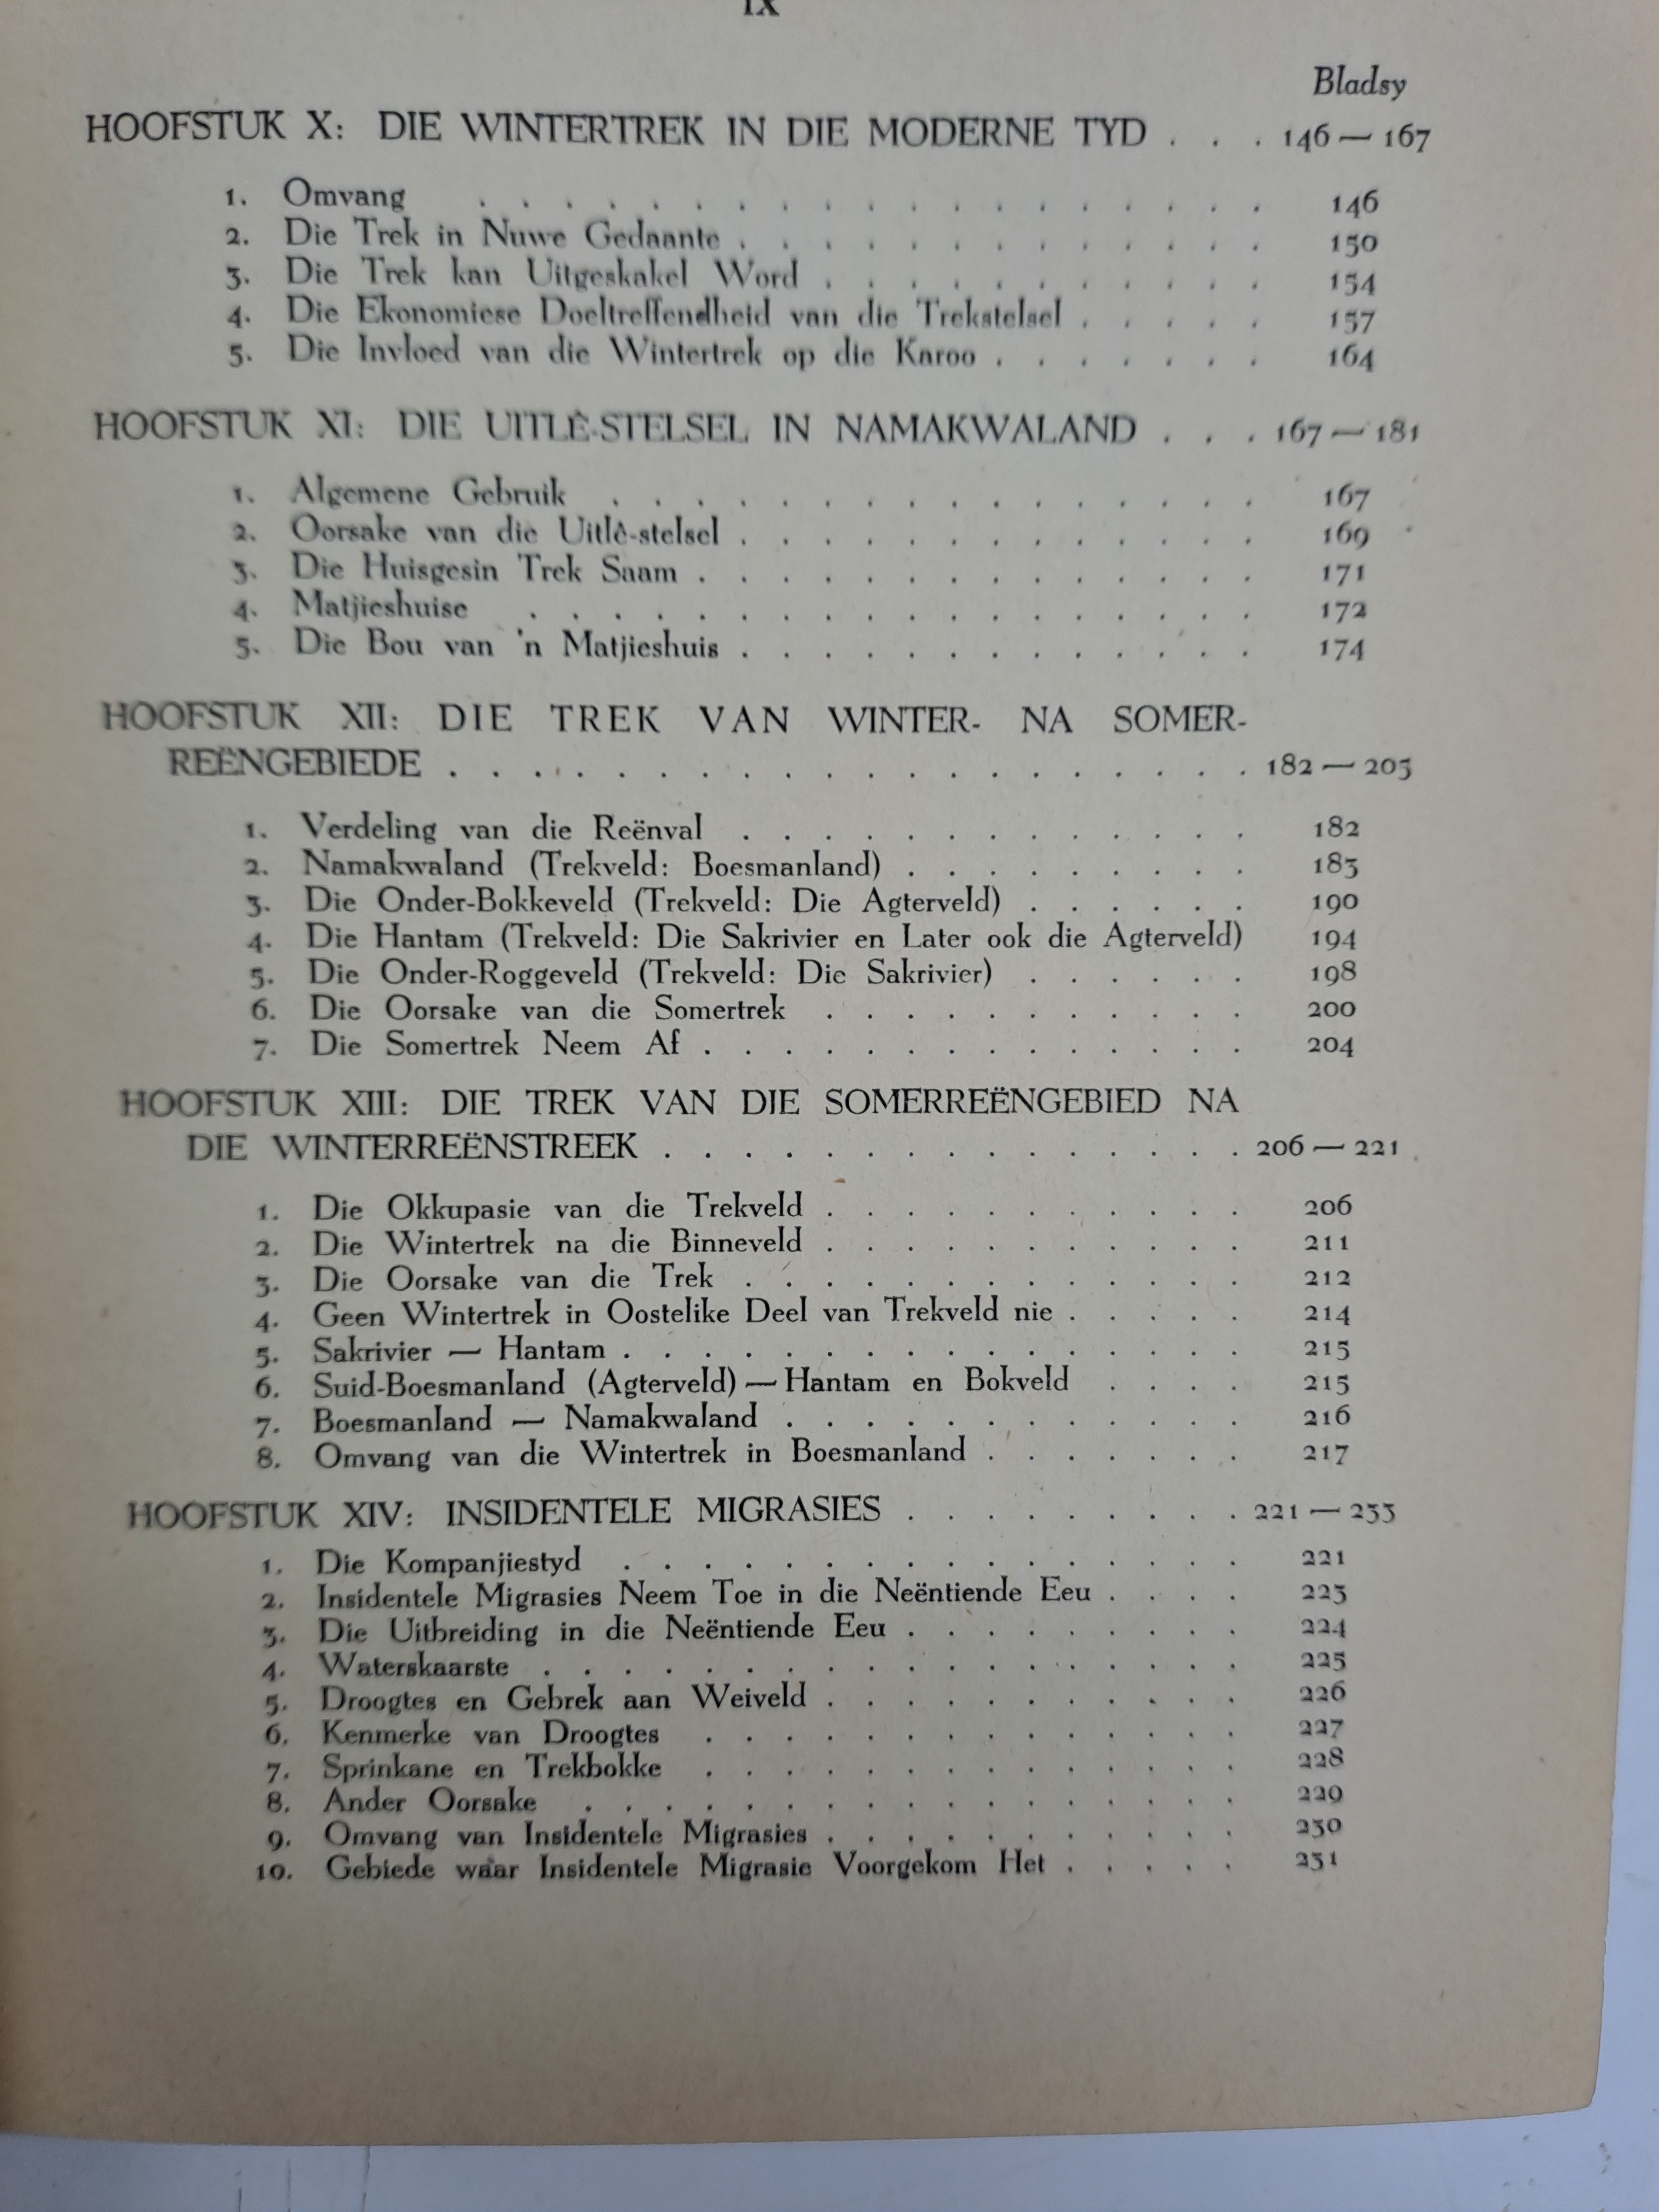 IX
Bladsy
HOOFSTUK X: DIE WINTERTREK IN DIE MODERNE TYD . . . 146 — 167
1. Omvang . . . . . . . . . . . . . . . . . . . 146
2. Die Trek in Nuwe Gedaante . . . . . . . . . . . . . 150
3. Die Trek kan Uitgeskakel Word . . . . . . . . . . . 154
4. Die Ekonomiese Doeltreffendheid van die Trekstelsel . . . . . 157
5. Die Invloed van die Wintertrek op die Karoo . . . . . . . 164
HOOFSTUK XI: DIE UITLÊ-STELSEL IN NAMAKWALAND . . . 167 — 181
1. Algemene Gebruik . . . . . . . . . . . . . . . . 167
2. Oorsake van die Uitlê-stelsel . . . . . . . . . . . . . 169
3. Die Huisgesin Trek Saam . . . . . . . . . . . . . . 171
4. Matjieshuise . . . . . . . . . . . . . . . . . . 172
5. Die Bou van 'n Matjieshuis . . . . . . . . . . . . . 174
HOOFSTUK XII: DIE TREK VAN WINTER- NA SOMER-
REËNGEBIEDE . . . . . . . . . . . . . . . . . . . . 182 — 205
1. Verdeling van die Reënval . . . . . . . . . . . . . 182
2. Namakwaland (Trekveld: Boesmanland) . . . . . . . . . 183
3. Die Onder-Bokkeveld (Trekveld: Die Agterveld) . . . . . . 190
4. Die Hantam (Trekveld: Die Sakrivier en Later ook die Agterveld) 194
5. Die Onder-Roggeveld (Trekveld: Die Sakrivier) . . . . . . 198
6. Die Oorsake van die Somertrek . . . . . . . . . . . 200
7. Die Somertrek Neem Af . . . . . . . . . . . . . . 204
HOOFSTUK XIII: DIE TREK VAN DIE SOMERREËNGEBIED NA
DIE WINTERREËNSTREEK . . . . . . . . . . . . . . . 206 — 221
1. Die Okkupasie van die Trekveld . . . . . . . . . . . 206
2. Die Wintertrek na die Binneveld . . . . . . . . . . . 211
3. Die Oorsake van die Trek . . . . . . . . . . . . . 212
4. Geen Wintertrek in Oostelike Deel van Trekveld nie . . . . . 214
5. Sakrivier — Hantam . . . . . . . . . . . . . . . . 215
6. Suid-Boesmanland (Agterveld) — Hantam en Bokveld . . . . 215
7. Boesmanland — Namakwaland . . . . . . . . . . . . 216
8. Omvang van die Wintertrek in Boesmanland . . . . . . . 217
HOOFSTUK XIV: INSIDENTELE MIGRASIES . . . . . . . . . 221 — 233
1. Die Kompanjiestyd . . . . . . . . . . . . . . . . 221
2. Insidentele Migrasies Neem Toe in die Neëntiende Eeu . . . . 223
3. Die Uitbreiding in die Neëntiende Eeu . . . . . . . . . 224
4. Waterskaarste . . . . . . . . . . . . . . . . . . 225
5. Droogtes en Gebrek aan Weiveld . . . . . . . . . . . 226
6. Kenmerke van Droogtes . . . . . . . . . . . . . . 227
7. Sprinkane en Trekbokke . . . . . . . . . . . . . . 228
8. Ander Oorsake . . . . . . . . . . . . . . . . . 229
9. Omvang van Insidentele Migrasies . . . . . . . . . . . 230
10. Gebiede waar Insidentele Migrasie Voorgekom Het . . . . . 231